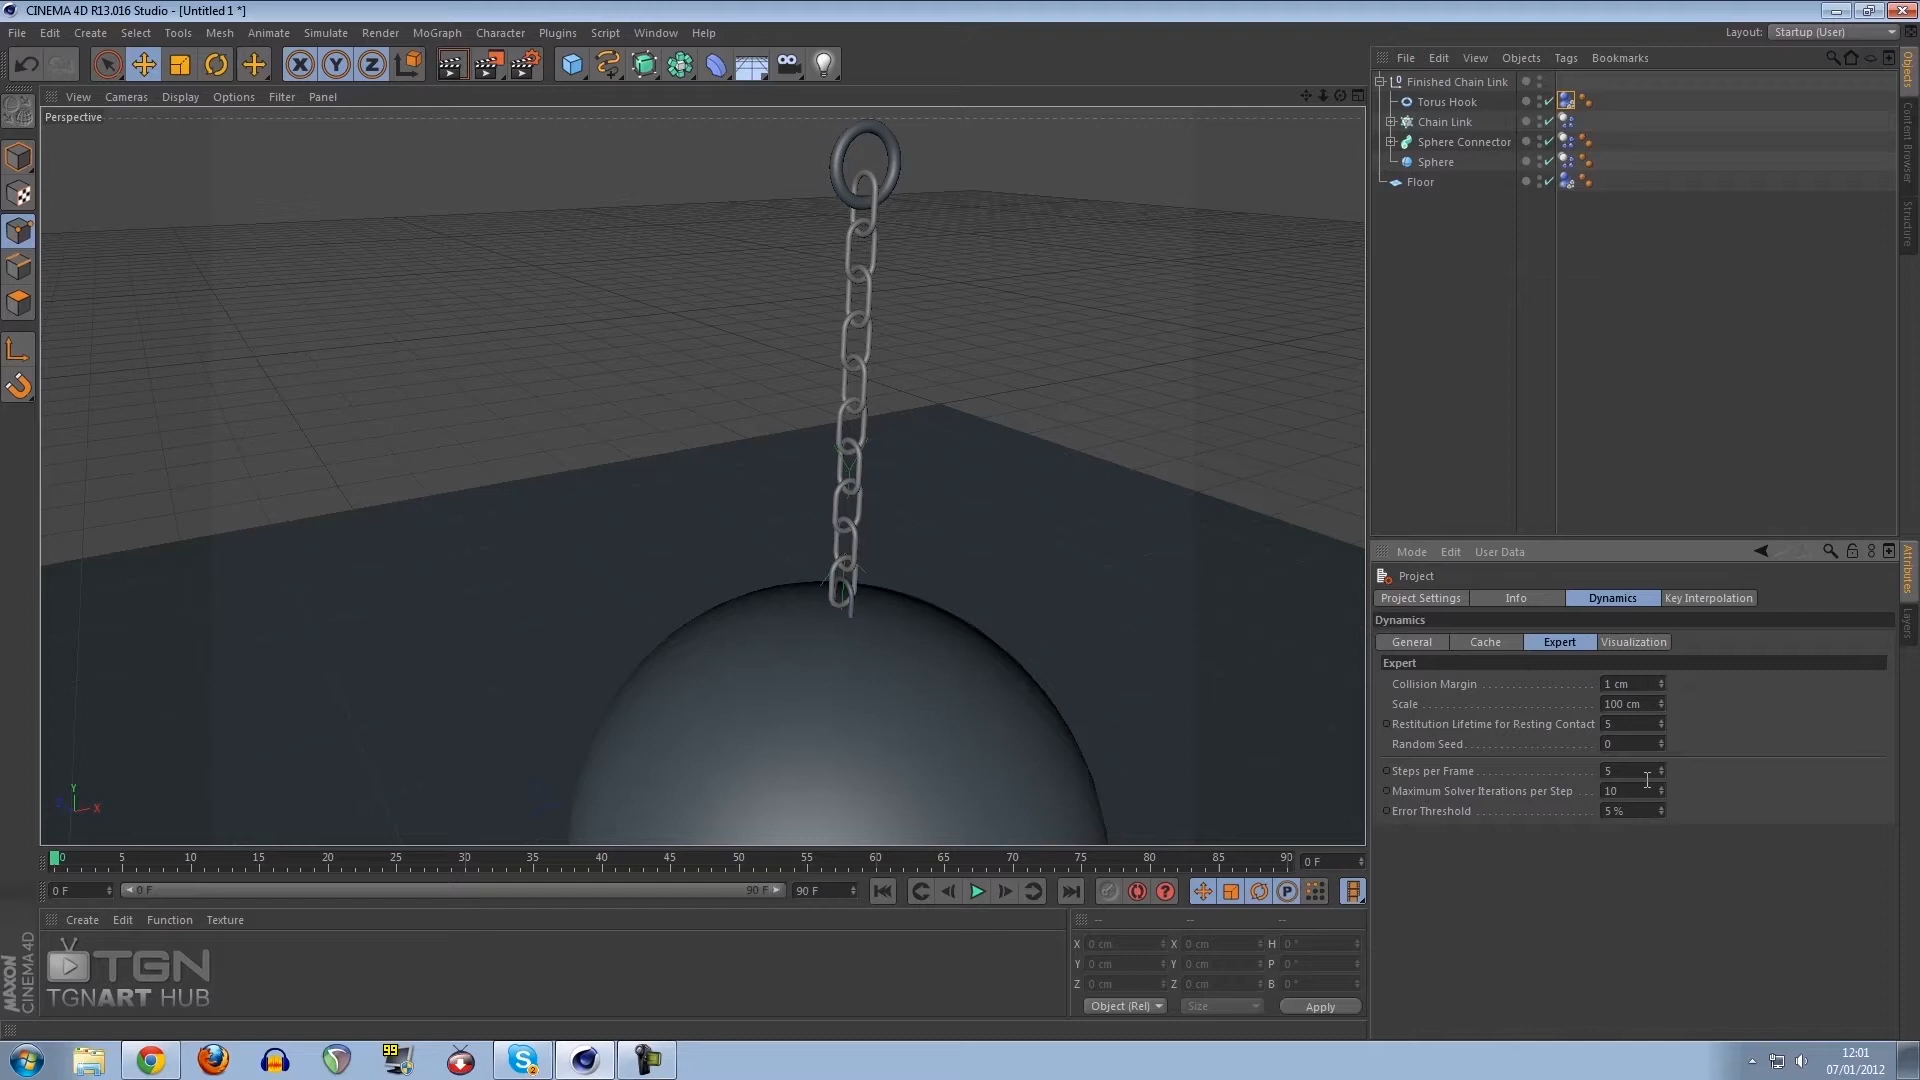 CINEMA 4D R13.016 Studio - [Untitled 1 *]
File Edit Create Select Tools Mesh Animate Simulate Render MoGraph Character Plugins Script Window Help
Layout: Startup (User)
View Cameras Display Options Filter Panel
Perspective
File Edit View Objects Tags Bookmarks
Finished Chain Link
Torus Hook
Chain Link
Sphere Connector
Sphere
Floor
Objects
Content Browser
Structure
Mode Edit User Data
Project
Project Settings Info Dynamics Key Interpolation
Dynamics
General Cache Expert Visualization
Expert
Collision Margin 1 cm
Scale 100 cm
Restitution Lifetime for Resting Contact 5
Random Seed 0
Steps per Frame 5
Maximum Solver Iterations per Step 10
Error Threshold 5 %
Attributes
Layers
Y
Z X
0 5 10 15 20 25 30 35 40 45 50 55 60 65 70 75 80 85 90 0 F
0 F 0 F 90 F 90 F
Create Edit Function Texture
-- -- --
X 0 cm X 0 cm H 0 °
Y 0 cm Y 0 cm P 0 °
Z 0 cm Z 0 cm B 0 °
Object (Rel) Size Apply
MAXON
CINEMA 4D
TGN
TGNART HUB
99
2
12:01
07/01/2012